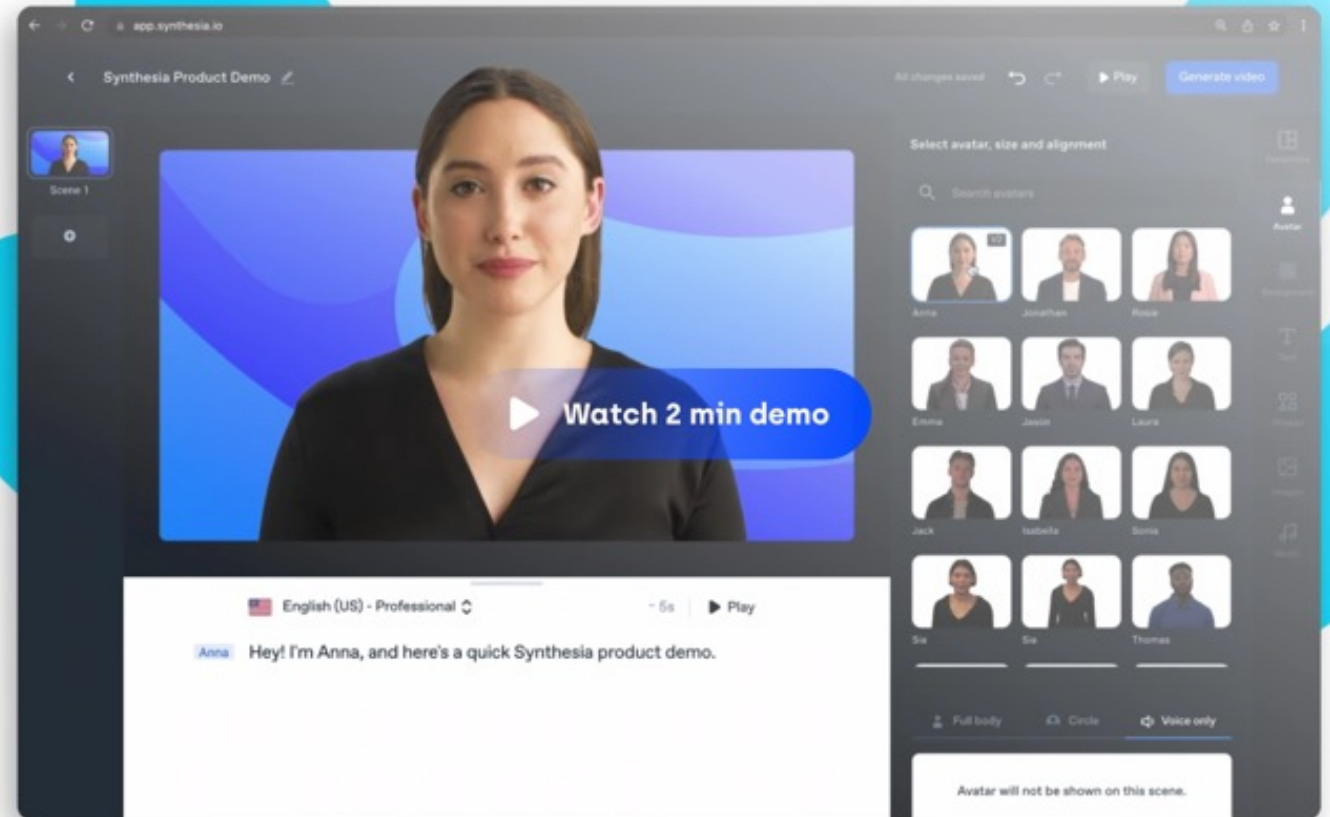 app.synthesia.io
Synthesia Product Demo
All changes saved
Play
Generate video
Scene 1
Select avatar, size and alignment
Search avatars
Avatar
Anna
Jonathan
Rosie
Emma
Jason
Laura
Jack
Isabella
Sonia
Sia
Sia
Thomas
Text
Watch 2 min demo
English (US) - Professional
~ 5s
Play
Anna Hey! I'm Anna, and here's a quick Synthesia product demo.
Full body
Circle
Voice only
Avatar will not be shown on this scene.